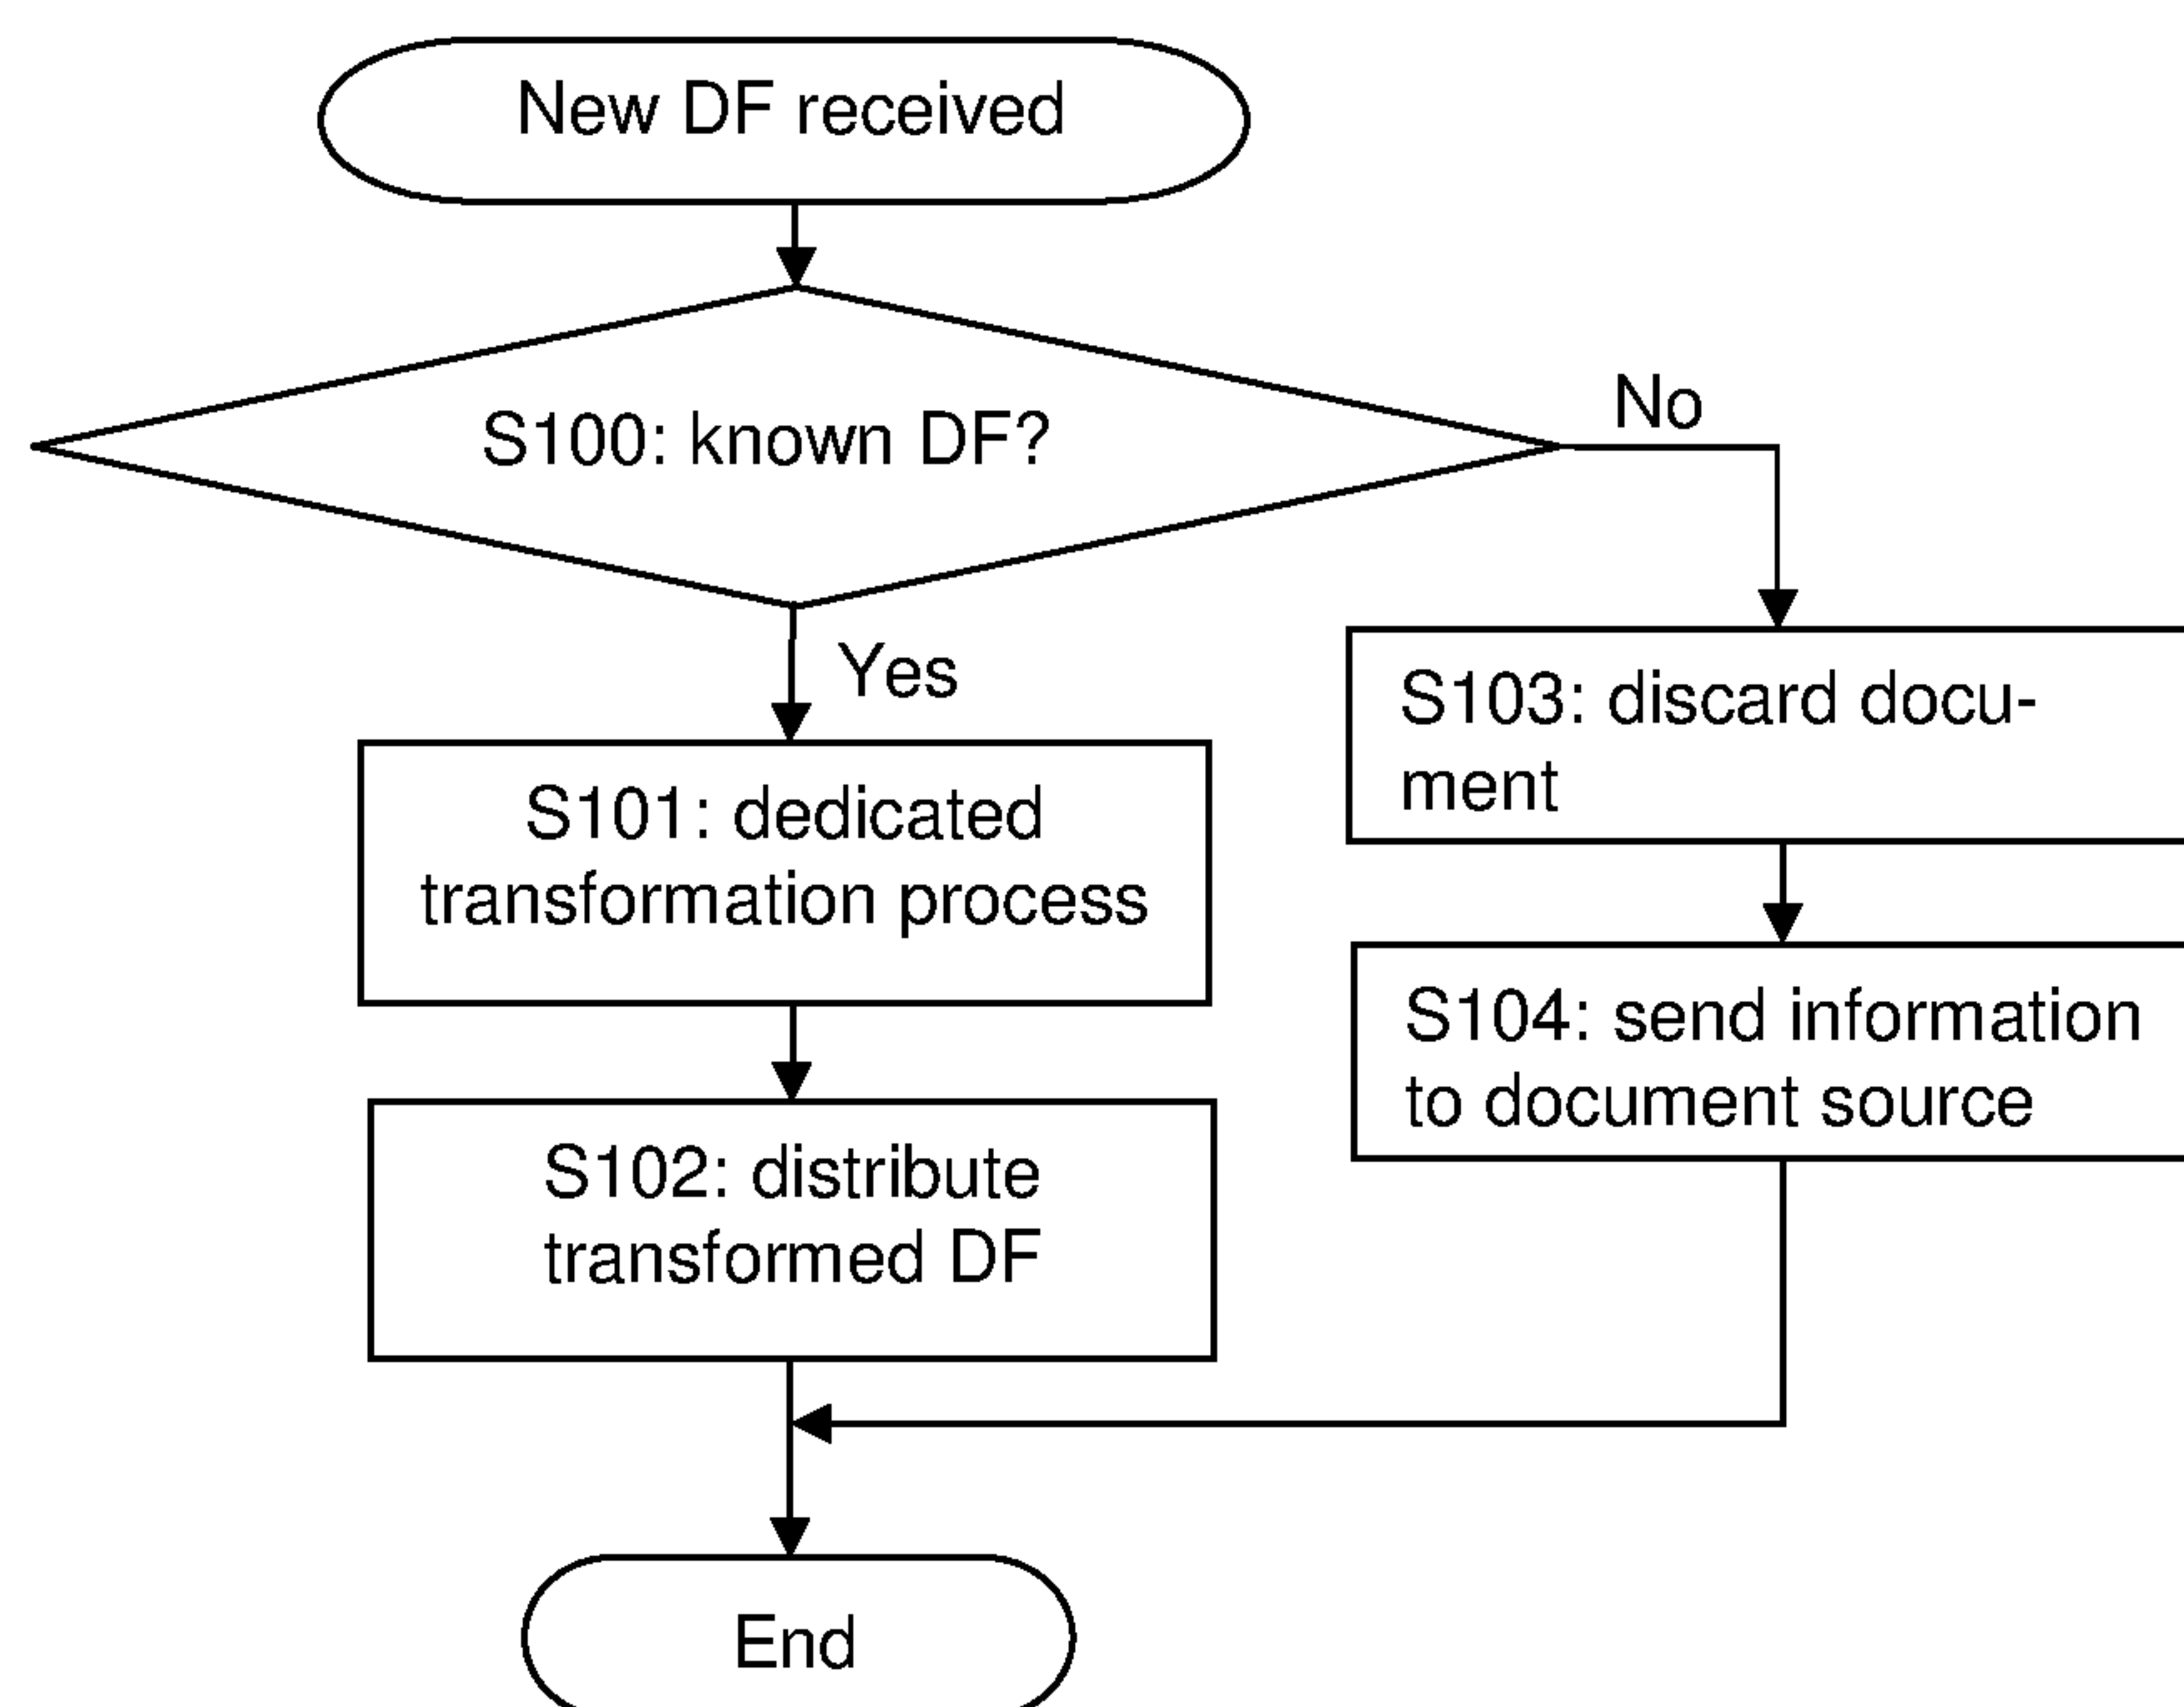 New DF received
S100: known DF?
No
Yes
S101: dedicated
transformation process
S102: distribute
transformed DF
S103: discard docu-
ment
S104: send information
to document source
End